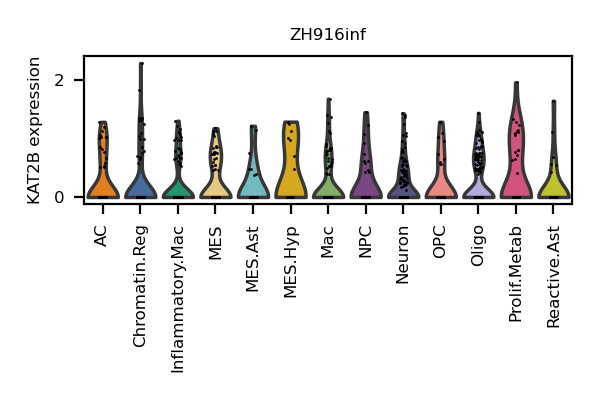 ZH916inf
KAT2B expression
2
0
AC
Chromatin.Reg
Inflammatory.Mac
MES
MES.Ast
MES.Hyp
Mac
NPC
Neuron
OPC
Oligo
Prolif.Metab
Reactive.Ast